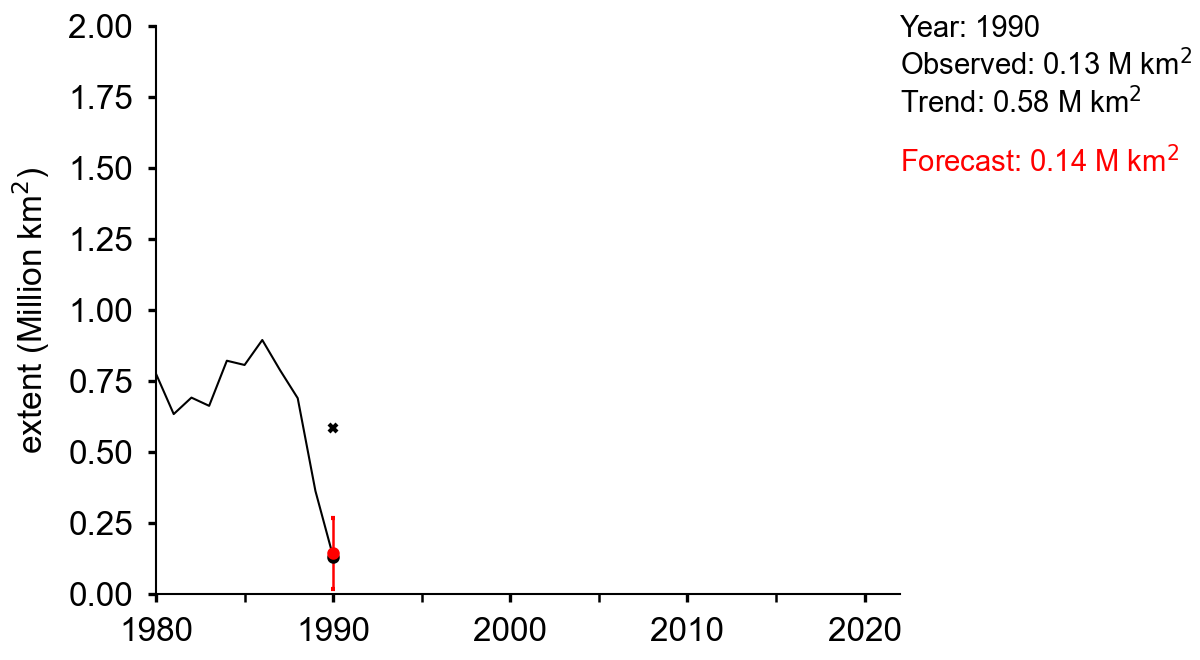 2.00
1.75
1.50
1.25
1.00
0.75
0.50
0.25
0.00
1980 1990 2000 2010 2020
extent (Million km²)
Year: 1990
Observed: 0.13 M km²
Trend: 0.58 M km²
Forecast: 0.14 M km²